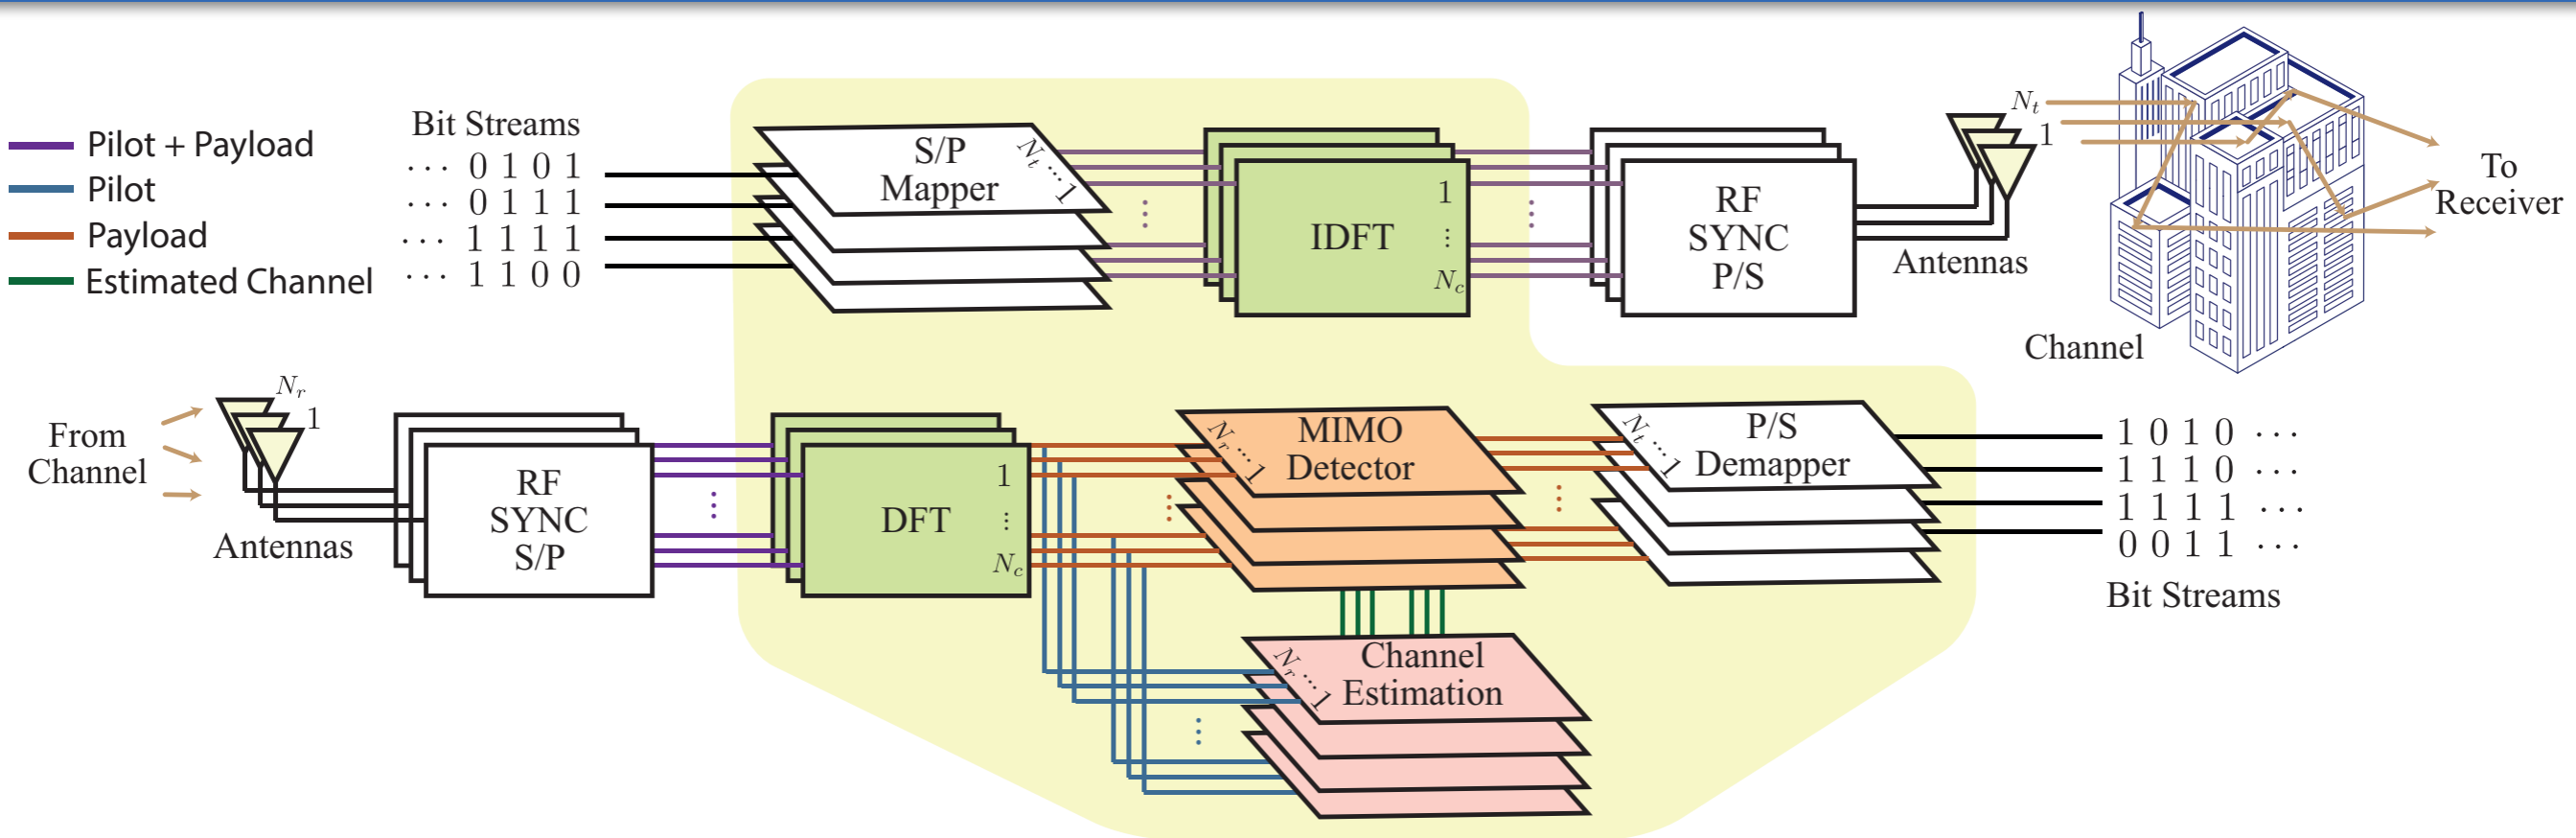 Pilot + Payload
Pilot
Payload
Estimated Channel
Bit Streams
··· 0 1 0 1
··· 0 1 1 1
··· 1 1 1 1
··· 1 1 0 0
S/P
Mapper
N_t ··· 1
IDFT
1
⋮
N_c
RF
SYNC
P/S
N_t
1
Antennas
Channel
To
Receiver
From
Channel
N_r
1
Antennas
RF
SYNC
S/P
DFT
1
⋮
N_c
MIMO
Detector
N_r ··· 1
Channel
Estimation
N_r ··· 1
P/S
Demapper
N_t ··· 1
1 0 1 0 ···
1 1 1 0 ···
1 1 1 1 ···
0 0 1 1 ···
Bit Streams